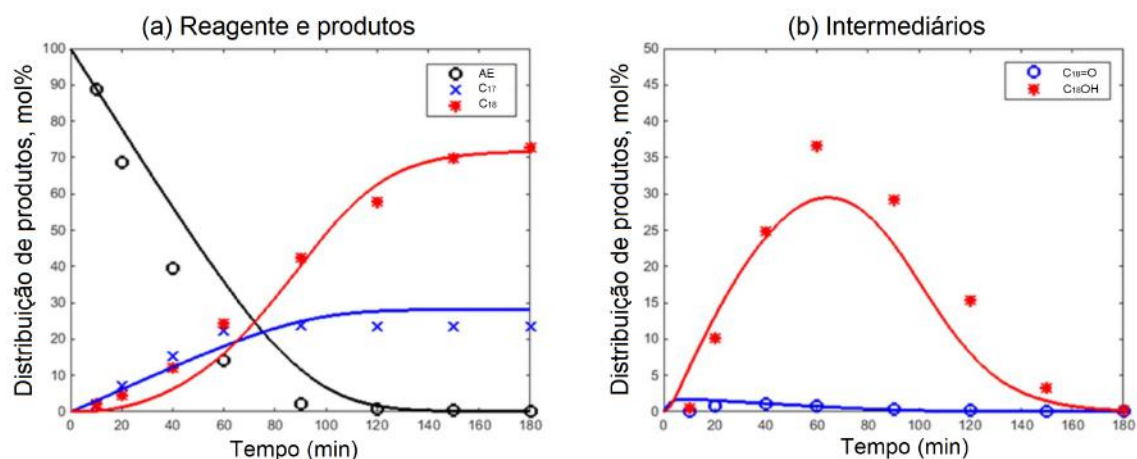 (a) Reagente e produtos
Distribuição de produtos, mol%
100
90
80
70
60
50
40
30
20
10
0
0 20 40 60 80 100 120 140 160 180
Tempo (min)
AE
C17
C18
(b) Intermediários
Distribuição de produtos, mol%
50
45
40
35
30
25
20
15
10
5
0
0 20 40 60 80 100 120 140 160 180
Tempo (min)
C18=O
C18OH